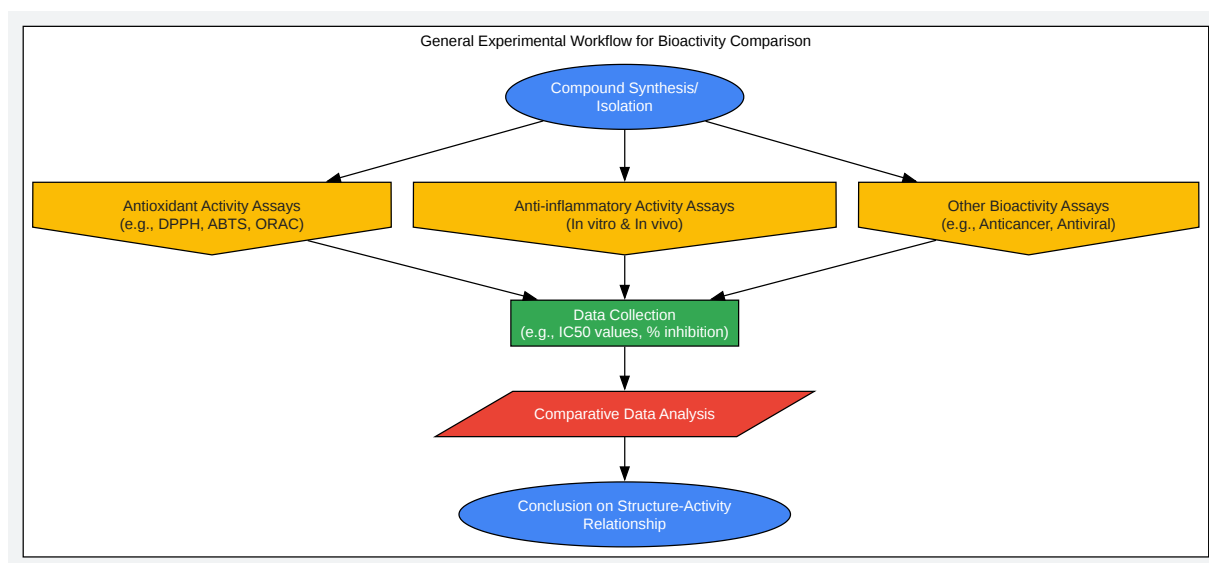 General Experimental Workflow for Bioactivity Comparison
Compound Synthesis/
Isolation
Antioxidant Activity Assays
(e.g., DPPH, ABTS, ORAC)
Anti-inflammatory Activity Assays
(In vitro & In vivo)
Other Bioactivity Assays
(e.g., Anticancer, Antiviral)
Data Collection
(e.g., IC50 values, % inhibition)
Comparative Data Analysis
Conclusion on Structure-Activity
Relationship